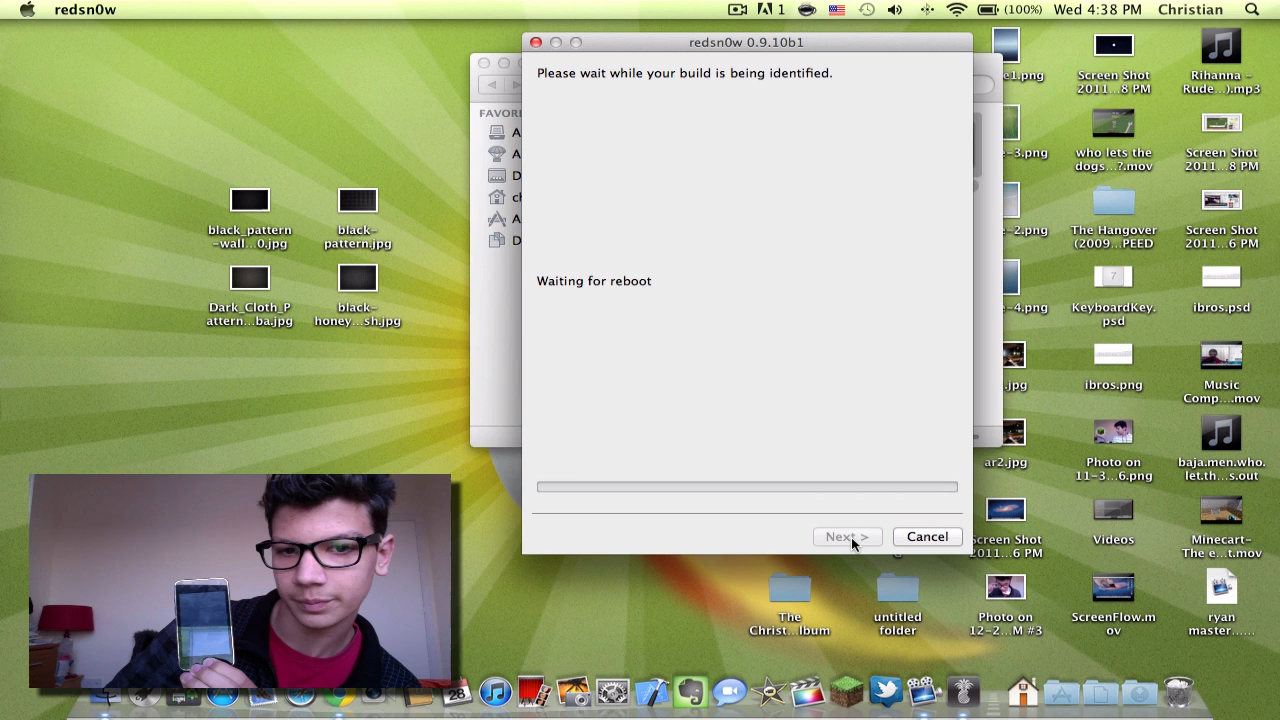 redsn0w
1
(100%)
Wed 4:38 PM
Christian
redsn0w 0.9.10b1
Please wait while your build is being identified.
Waiting for reboot
Next >
Cancel
FAVORI
A
A
D
ch
A
D
black_pattern
-wall...0.jpg
black-
pattern.jpg
Dark_Cloth_P
attern...ba.jpg
black-
honey...sh.jpg
e1.png
Screen Shot
2011...8 PM
Rihanna -
Rude...).mp3
e-3.png
who lets the
dogs...?.mov
Screen Shot
2011...8 PM
e-2.png
The Hangover
(2009...PEED
Screen Shot
2011...6 PM
e-4.png
7
KeyboardKey.
psd
ibros.psd
.jpg
ibros.png
Music
Comp....mov
ar2.jpg
Photo on
11-3...6.png
baja.men.who.
let.th...s.out
Screen Shot
2011...6 PM
Videos
Minecart-
The e...t.mov
The
Christ...lbum
untitled
folder
Photo on
12-2...M #3
ScreenFlow.m
ov
ryan
master......
28